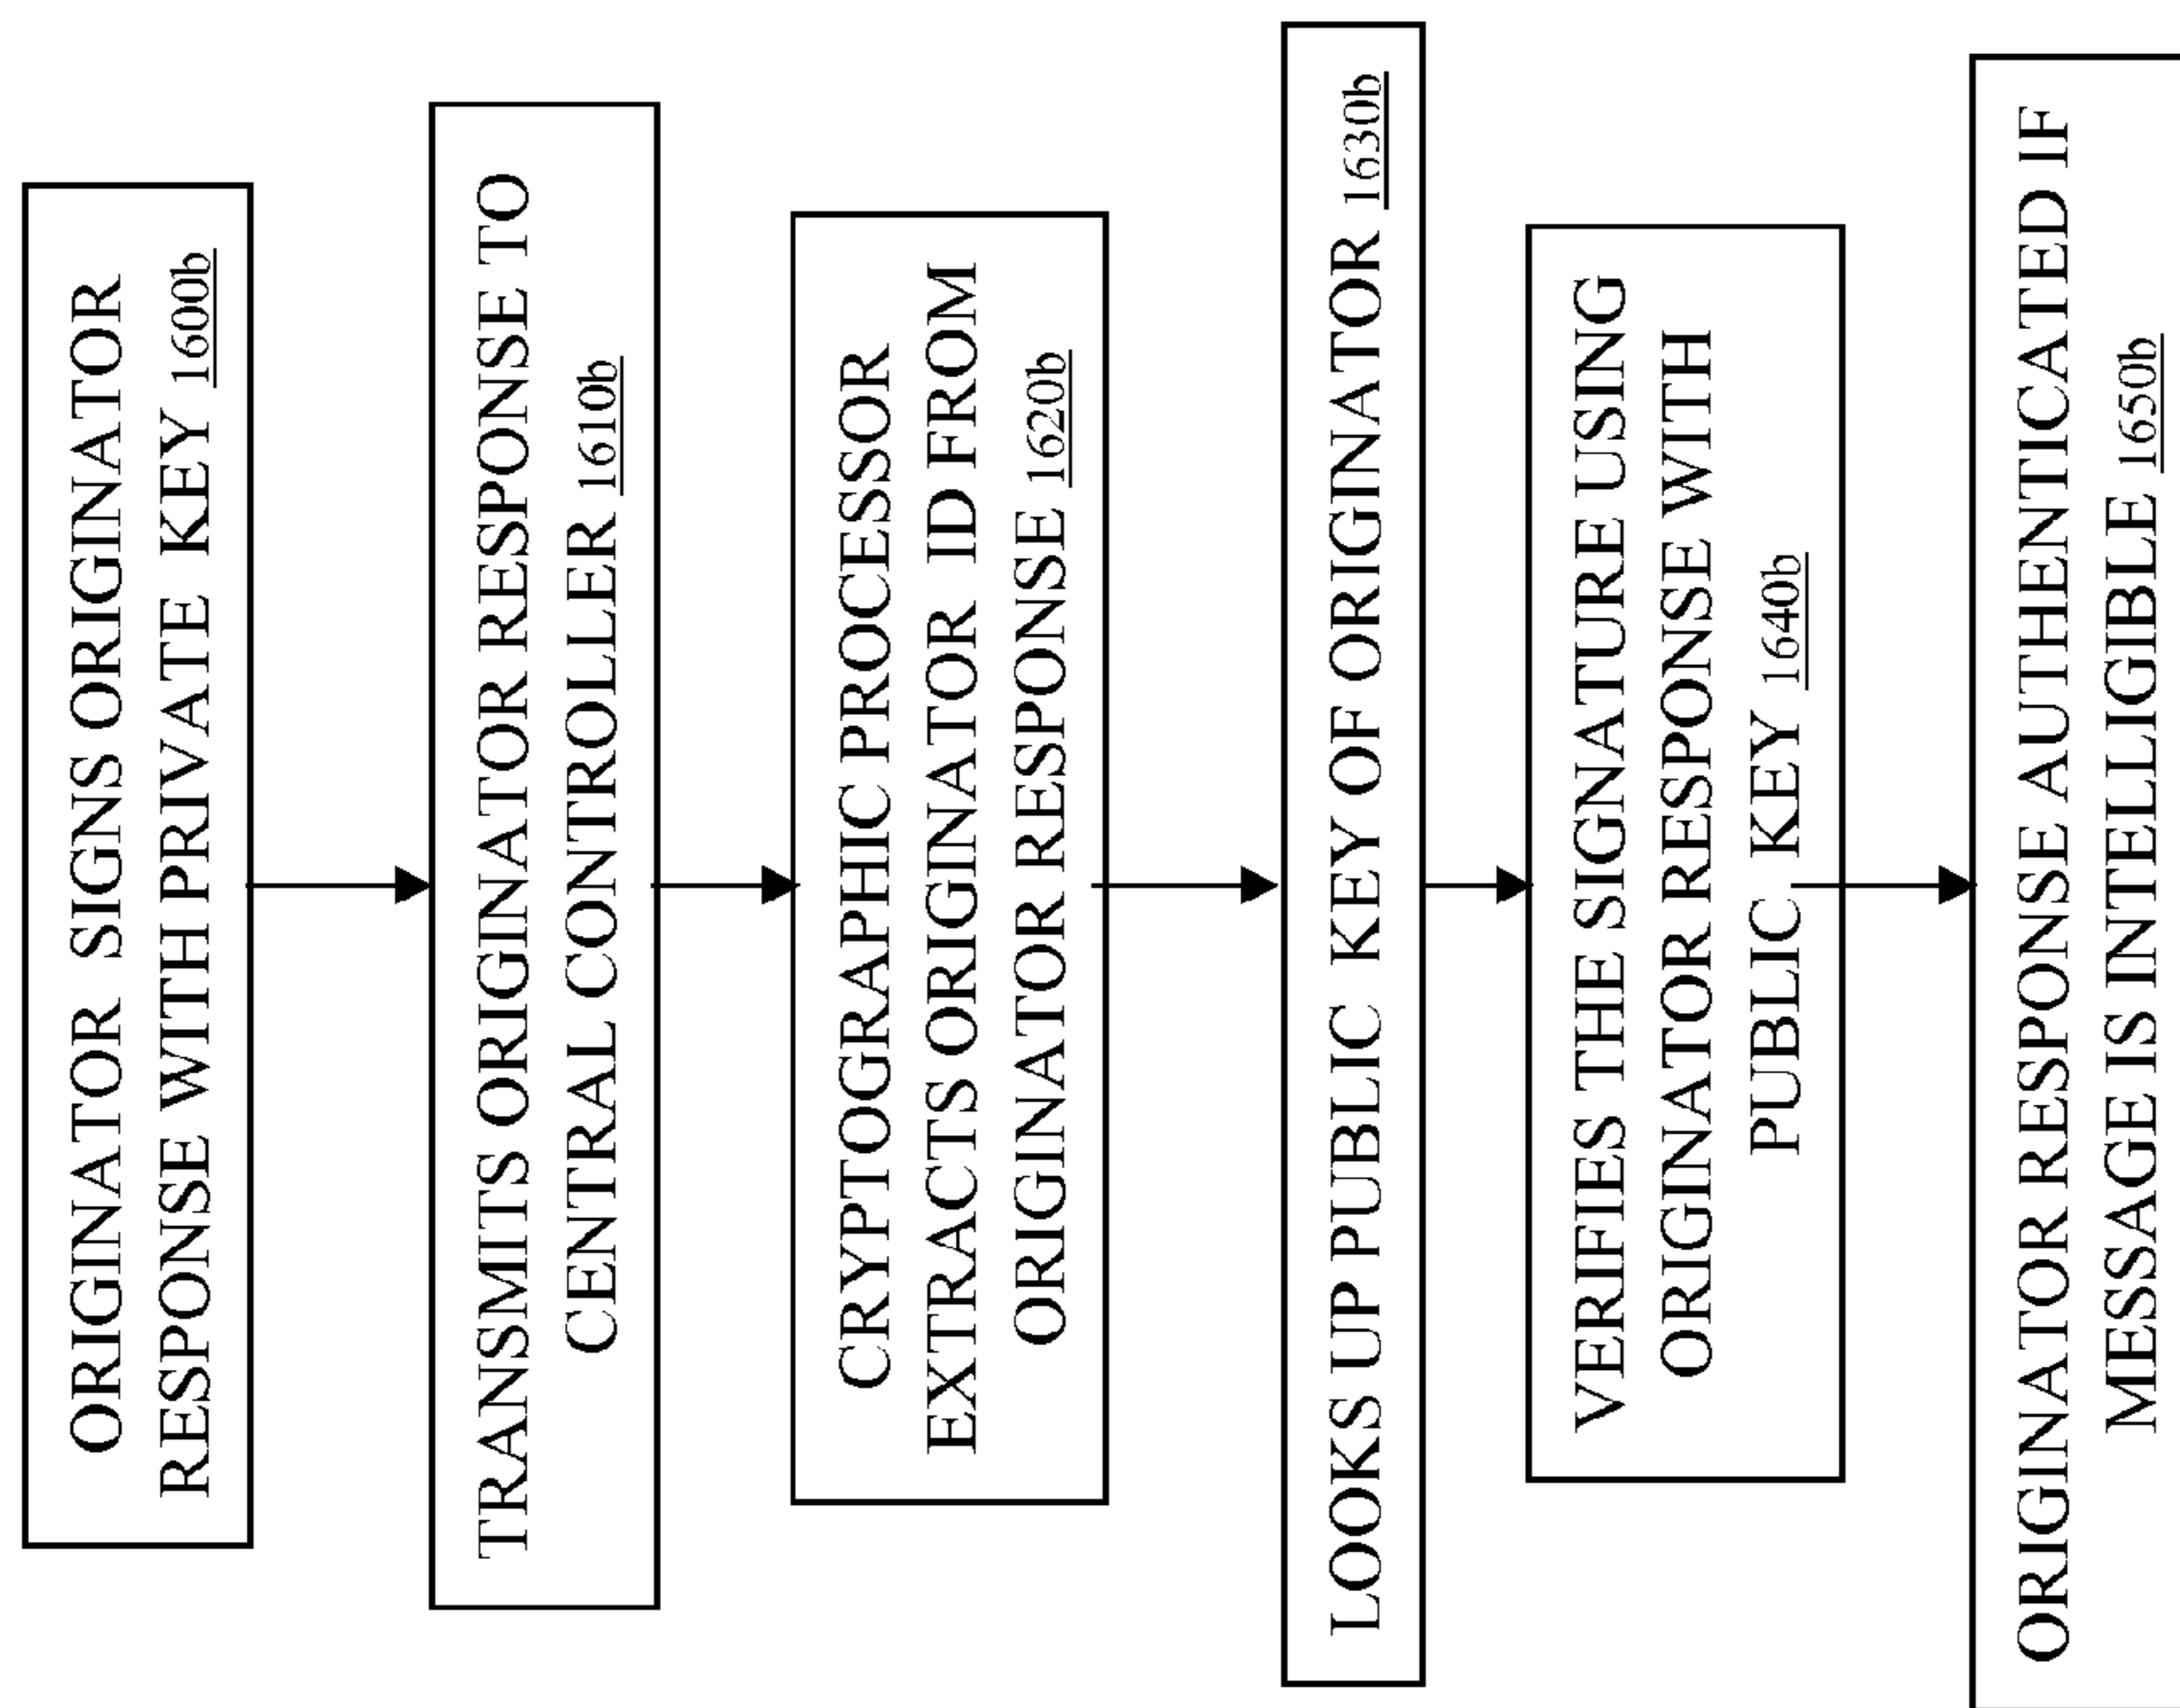 ORIGINATOR SIGNS ORIGINATOR
RESPONSE WITH PRIVATE KEY 1600b
TRANSMITS ORIGINATOR RESPONSE TO
CENTRAL CONTROLLER 1610b
CRYPTOGRAPHIC PROCESSOR
EXTRACTS ORIGINATOR ID FROM
ORIGINATOR RESPONSE 1620b
LOOKS UP PUBLIC KEY OF ORIGINATOR 1630b
VERIFIES THE SIGNATURE USING
ORIGINATOR RESPONSE WITH
PUBLIC KEY 1640b
ORIGINATOR RESPONSE AUTHENTICATED IF
MESSAGE IS INTELLIGIBLE 1650b